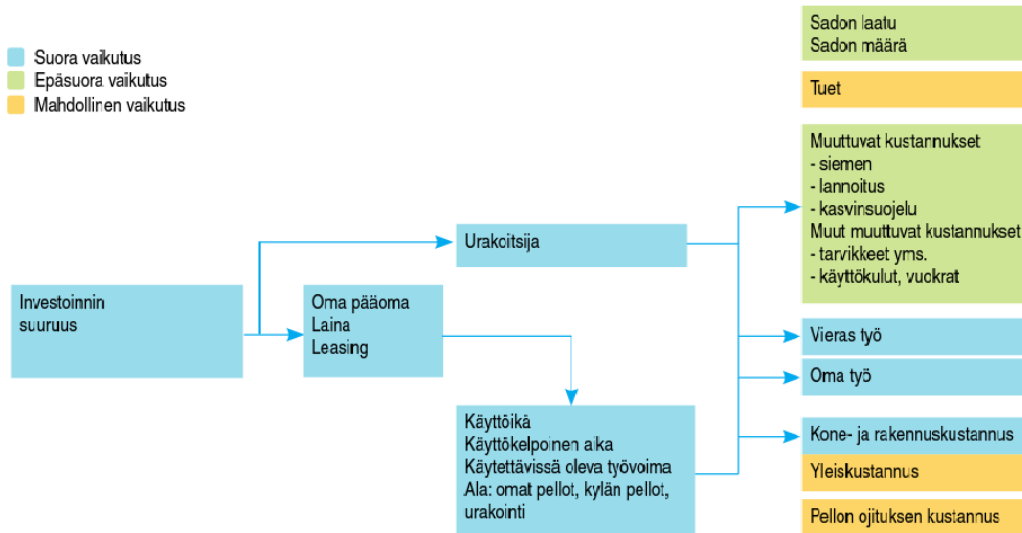 Suora vaikutus
Epäsuora vaikutus
Mahdollinen vaikutus
Investoinnin
suuruus
Oma pääoma
Laina
Leasing
Urakoitsija
Käyttöikä
Käyttökelpoinen aika
Käytettävissä oleva työvoima
Ala: omat pellot, kylän pellot,
urakointi
Sadon laatu
Sadon määrä
Tuet
Muuttuvat kustannukset
- siemen
- lannoitus
- kasvinsuojelu
Muut muuttuvat kustannukset
- tarvikkeet yms.
- käyttökulut, vuokrat
Vieras työ
Oma työ
Kone- ja rakennuskustannus
Yleiskustannus
Pellon ojituksen kustannus